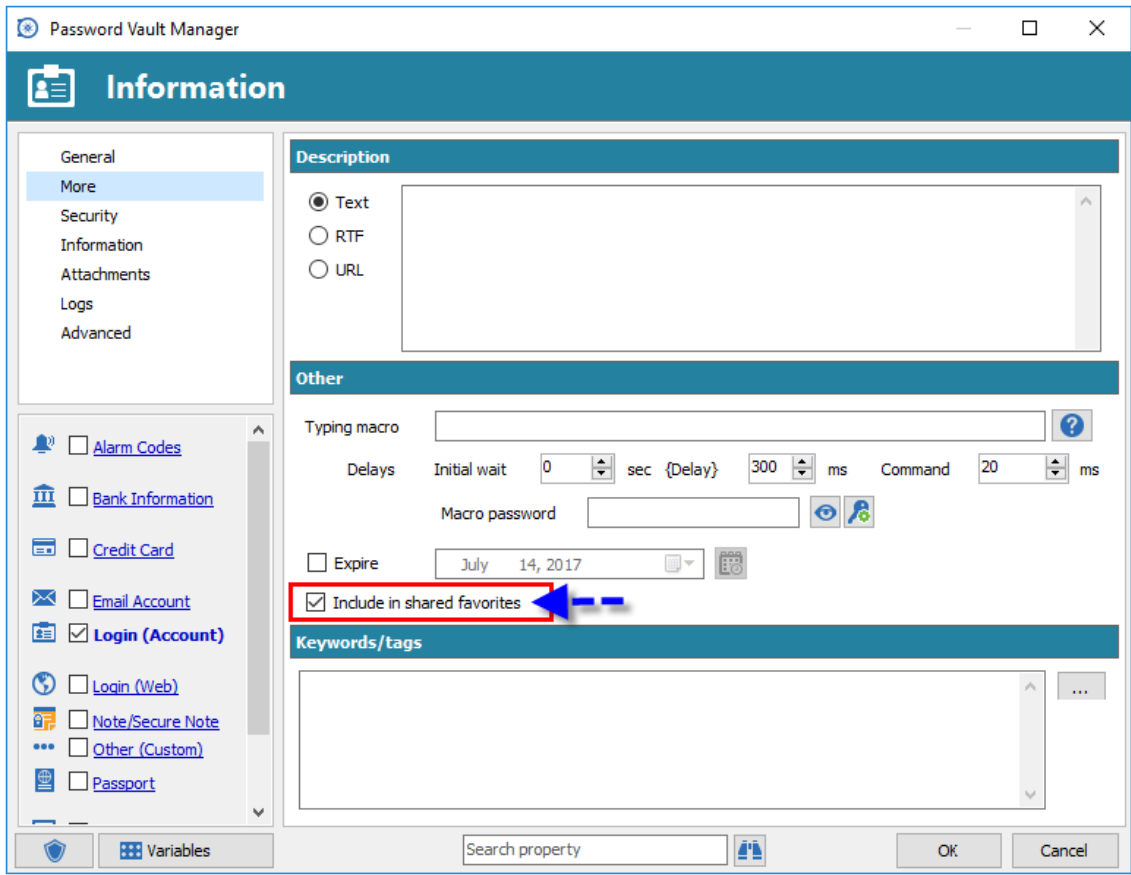 Password Vault Manager
Information
General
More
Security
Information
Attachments
Logs
Advanced
Alarm Codes
Bank Information
Credit Card
Email Account
Login (Account)
Login (Web)
Note/Secure Note
Other (Custom)
Passport
Description
Text
RTF
URL
Other
Typing macro
Delays Initial wait 0 sec {Delay} 300 ms Command 20 ms
Macro password
Expire July 14, 2017
Include in shared favorites
Keywords/tags
...
Variables Search property OK Cancel